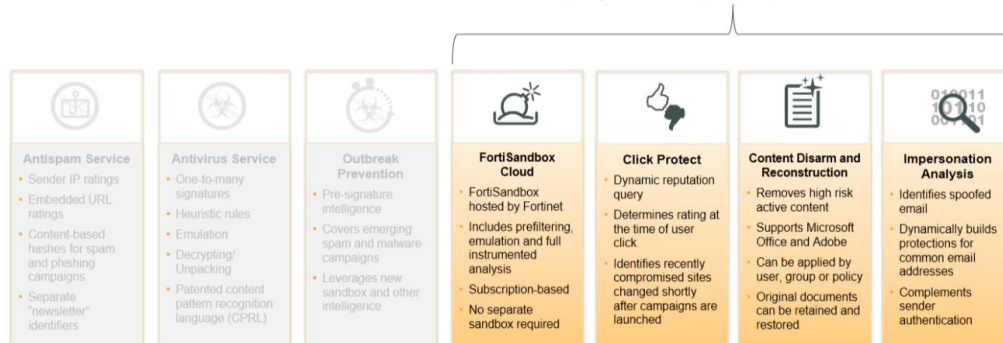 010011
10110
001101
Antispam Service
• Sender IP ratings
• Embedded URL
ratings
• Content-based
hashes for spam
and phishing
campaigns
• Separate
"newsletter"
identifiers
Antivirus Service
• One-to-many
signatures
• Heuristic rules
• Emulation
• Decrypting/
Unpacking
• Patented content
pattern recognition
language (CPRL)
Outbreak
Prevention
• Pre-signature
intelligence
• Covers emerging
spam and malware
campaigns
• Leverages new
sandbox and other
intelligence
FortiSandbox
Cloud
• FortiSandbox
hosted by Fortinet
• Includes prefiltering,
emulation and full
instrumented
analysis
• Subscription-based
• No separate
sandbox required
Click Protect
• Dynamic reputation
query
• Determines rating at
the time of user
click
• Identifies recently
compromised sites
changed shortly
after campaigns are
launched
Content Disarm and
Reconstruction
• Removes high risk
active content
• Supports Microsoft
Office and Adobe
• Can be applied by
user, group or policy
• Original documents
can be retained and
restored
Impersonation
Analysis
• Identifies spoofed
email
• Dynamically builds
protections for
common email
addresses
• Complements
sender
authentication